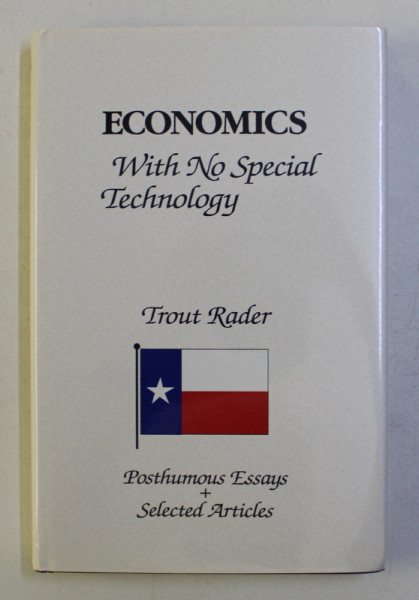 ECONOMICS
With No Special
Technology
Trout Rader
Posthumous Essays
+
Selected Articles